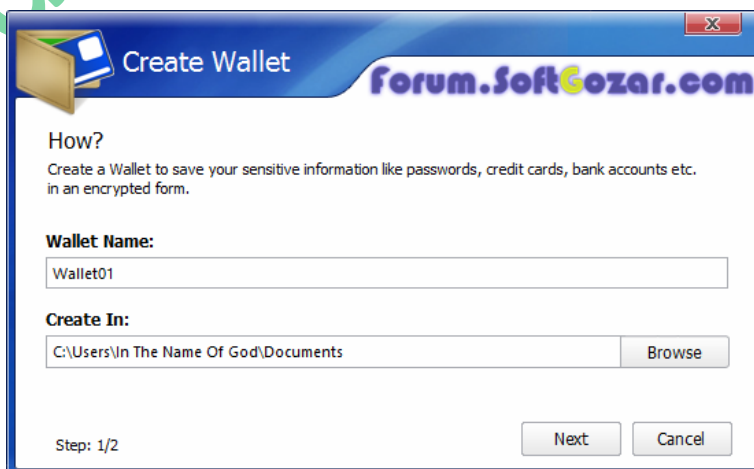 Create Wallet
Forum.SoftGozar.com
How?
Create a Wallet to save your sensitive information like passwords, credit cards, bank accounts etc.
in an encrypted form.
Wallet Name:
Wallet01
Create In:
C:\Users\In The Name Of God\Documents
Browse
Step: 1/2
Next
Cancel